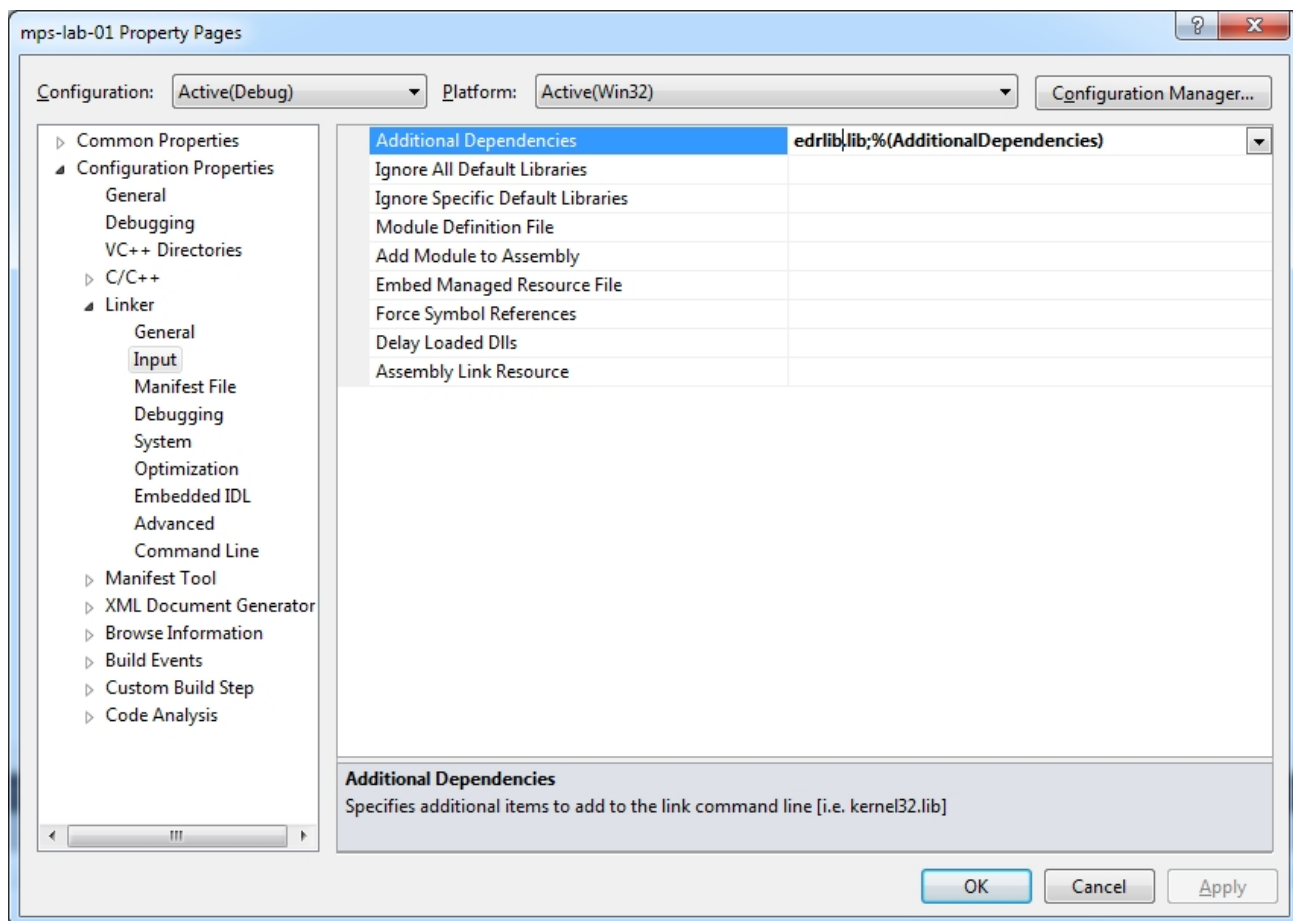 mps-lab-01 Property Pages
Configuration: Active(Debug) Platform: Active(Win32) Configuration Manager...
Common Properties
Configuration Properties
General
Debugging
VC++ Directories
C/C++
Linker
General
Input
Manifest File
Debugging
System
Optimization
Embedded IDL
Advanced
Command Line
Manifest Tool
XML Document Generator
Browse Information
Build Events
Custom Build Step
Code Analysis
Additional Dependencies edrlib.lib;%(AdditionalDependencies)
Ignore All Default Libraries
Ignore Specific Default Libraries
Module Definition File
Add Module to Assembly
Embed Managed Resource File
Force Symbol References
Delay Loaded Dlls
Assembly Link Resource
Additional Dependencies
Specifies additional items to add to the link command line [i.e. kernel32.lib]
OK Cancel Apply